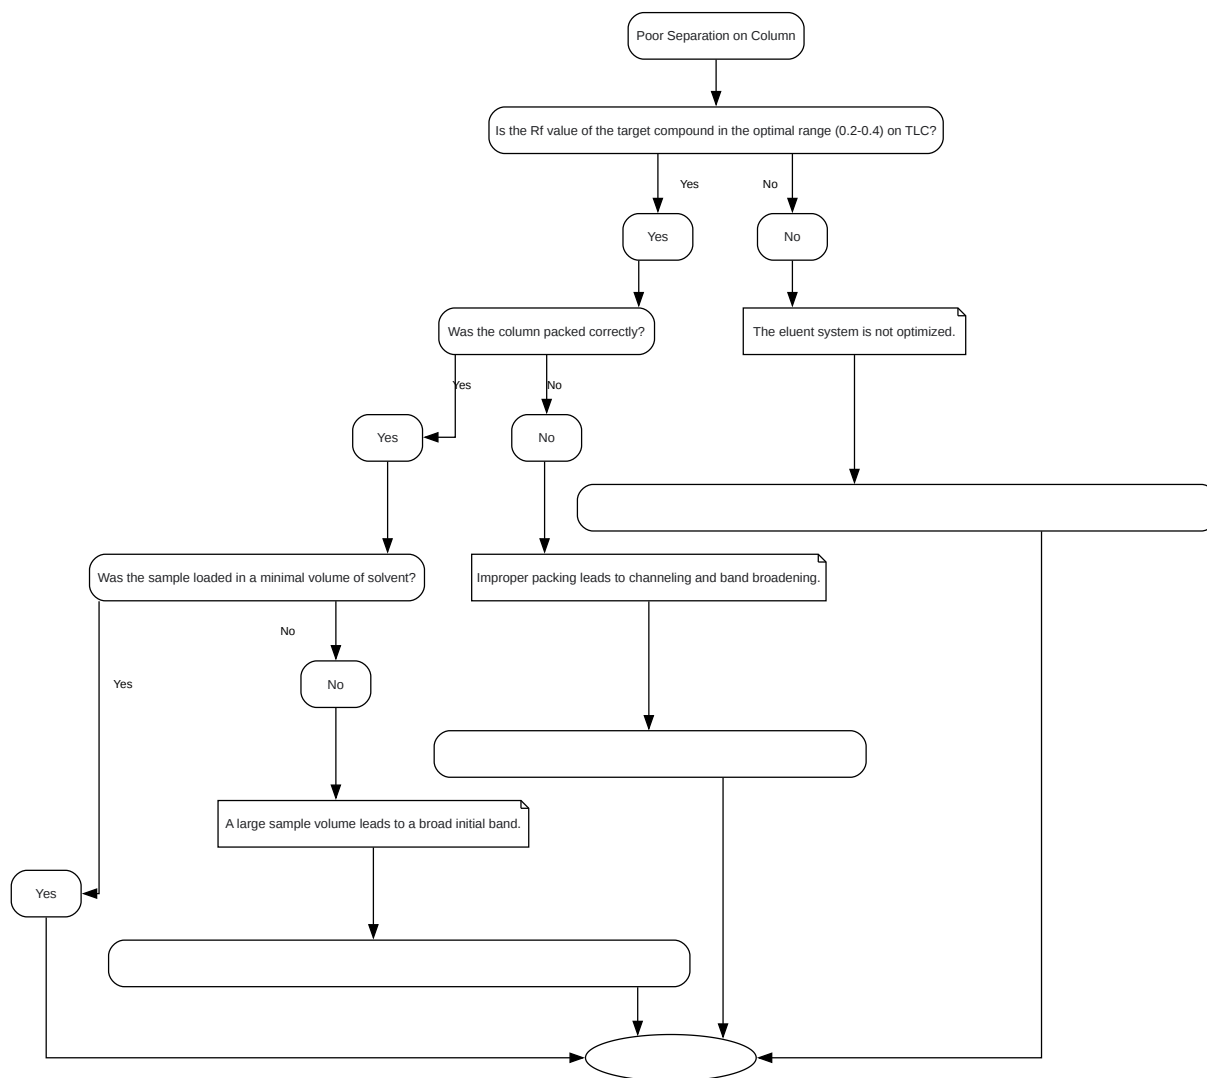 Poor Separation on Column
Is the Rf value of the target compound in the optimal range (0.2-0.4) on TLC?
Yes
No
Yes
No
Was the column packed correctly?
The eluent system is not optimized.
Yes
No
Yes
No
Was the sample loaded in a minimal volume of solvent?
Improper packing leads to channeling and band broadening.
No
Yes
No
A large sample volume leads to a broad initial band.
Yes